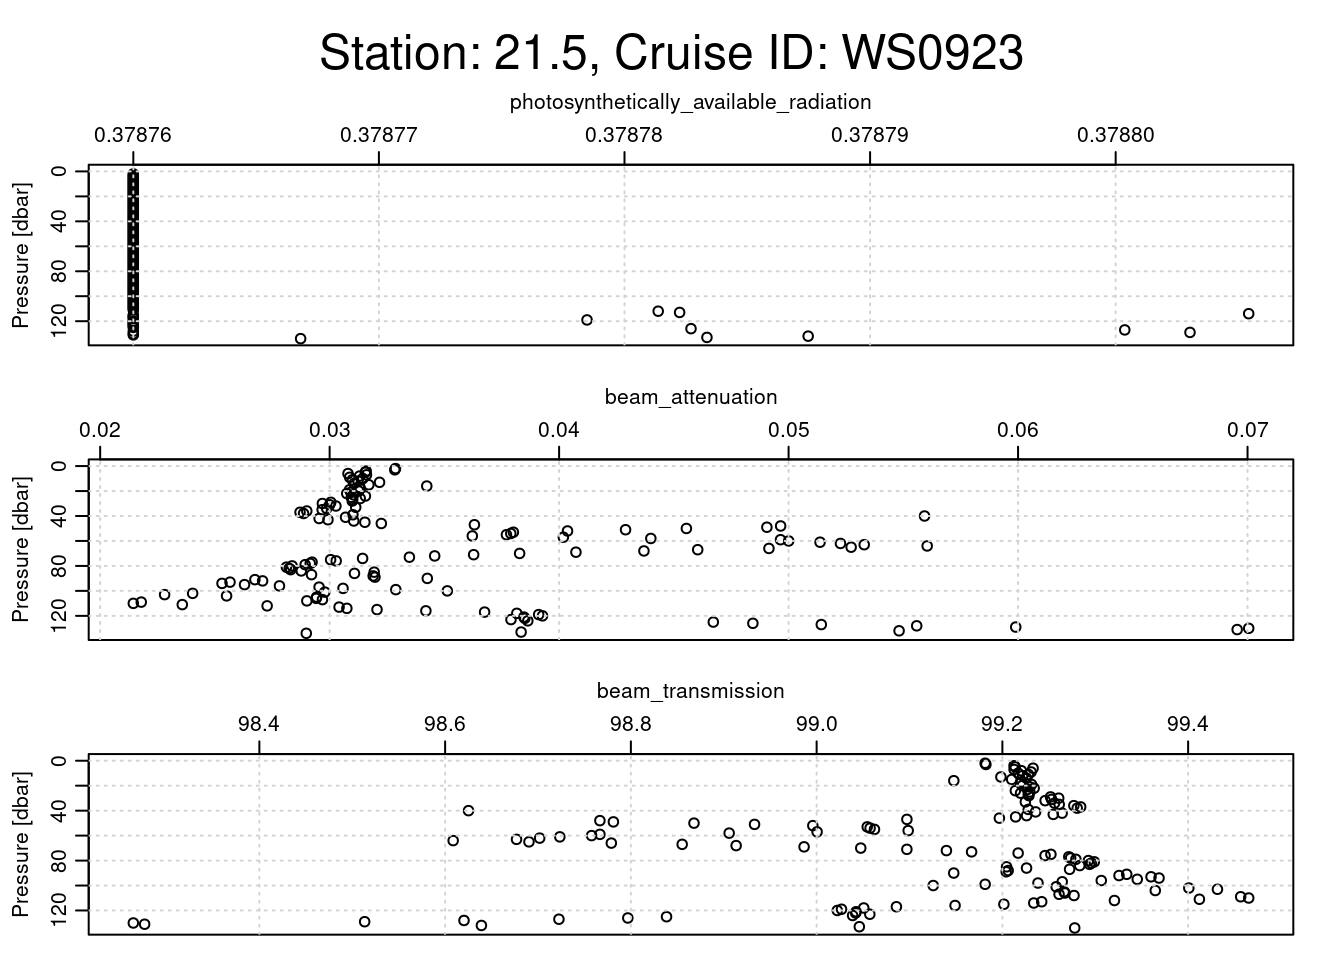 Station: 21.5, Cruise ID: WS0923
photosynthetically_available_radiation
0.37876 0.37877 0.37878 0.37879 0.37880
Pressure [dbar]
0
40
80
120
beam_attenuation
0.02 0.03 0.04 0.05 0.06 0.07
Pressure [dbar]
0
40
80
120
beam_transmission
98.4 98.6 98.8 99.0 99.2 99.4
Pressure [dbar]
0
40
80
120